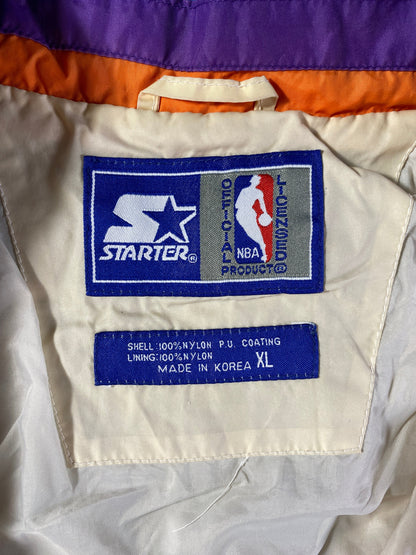 STARTER®
OFFICIAL
LICENSED
NBA
PRODUCT®
SHELL:100%NYLON P.U. COATING
LINING:100%NYLON
MADE IN KOREA XL